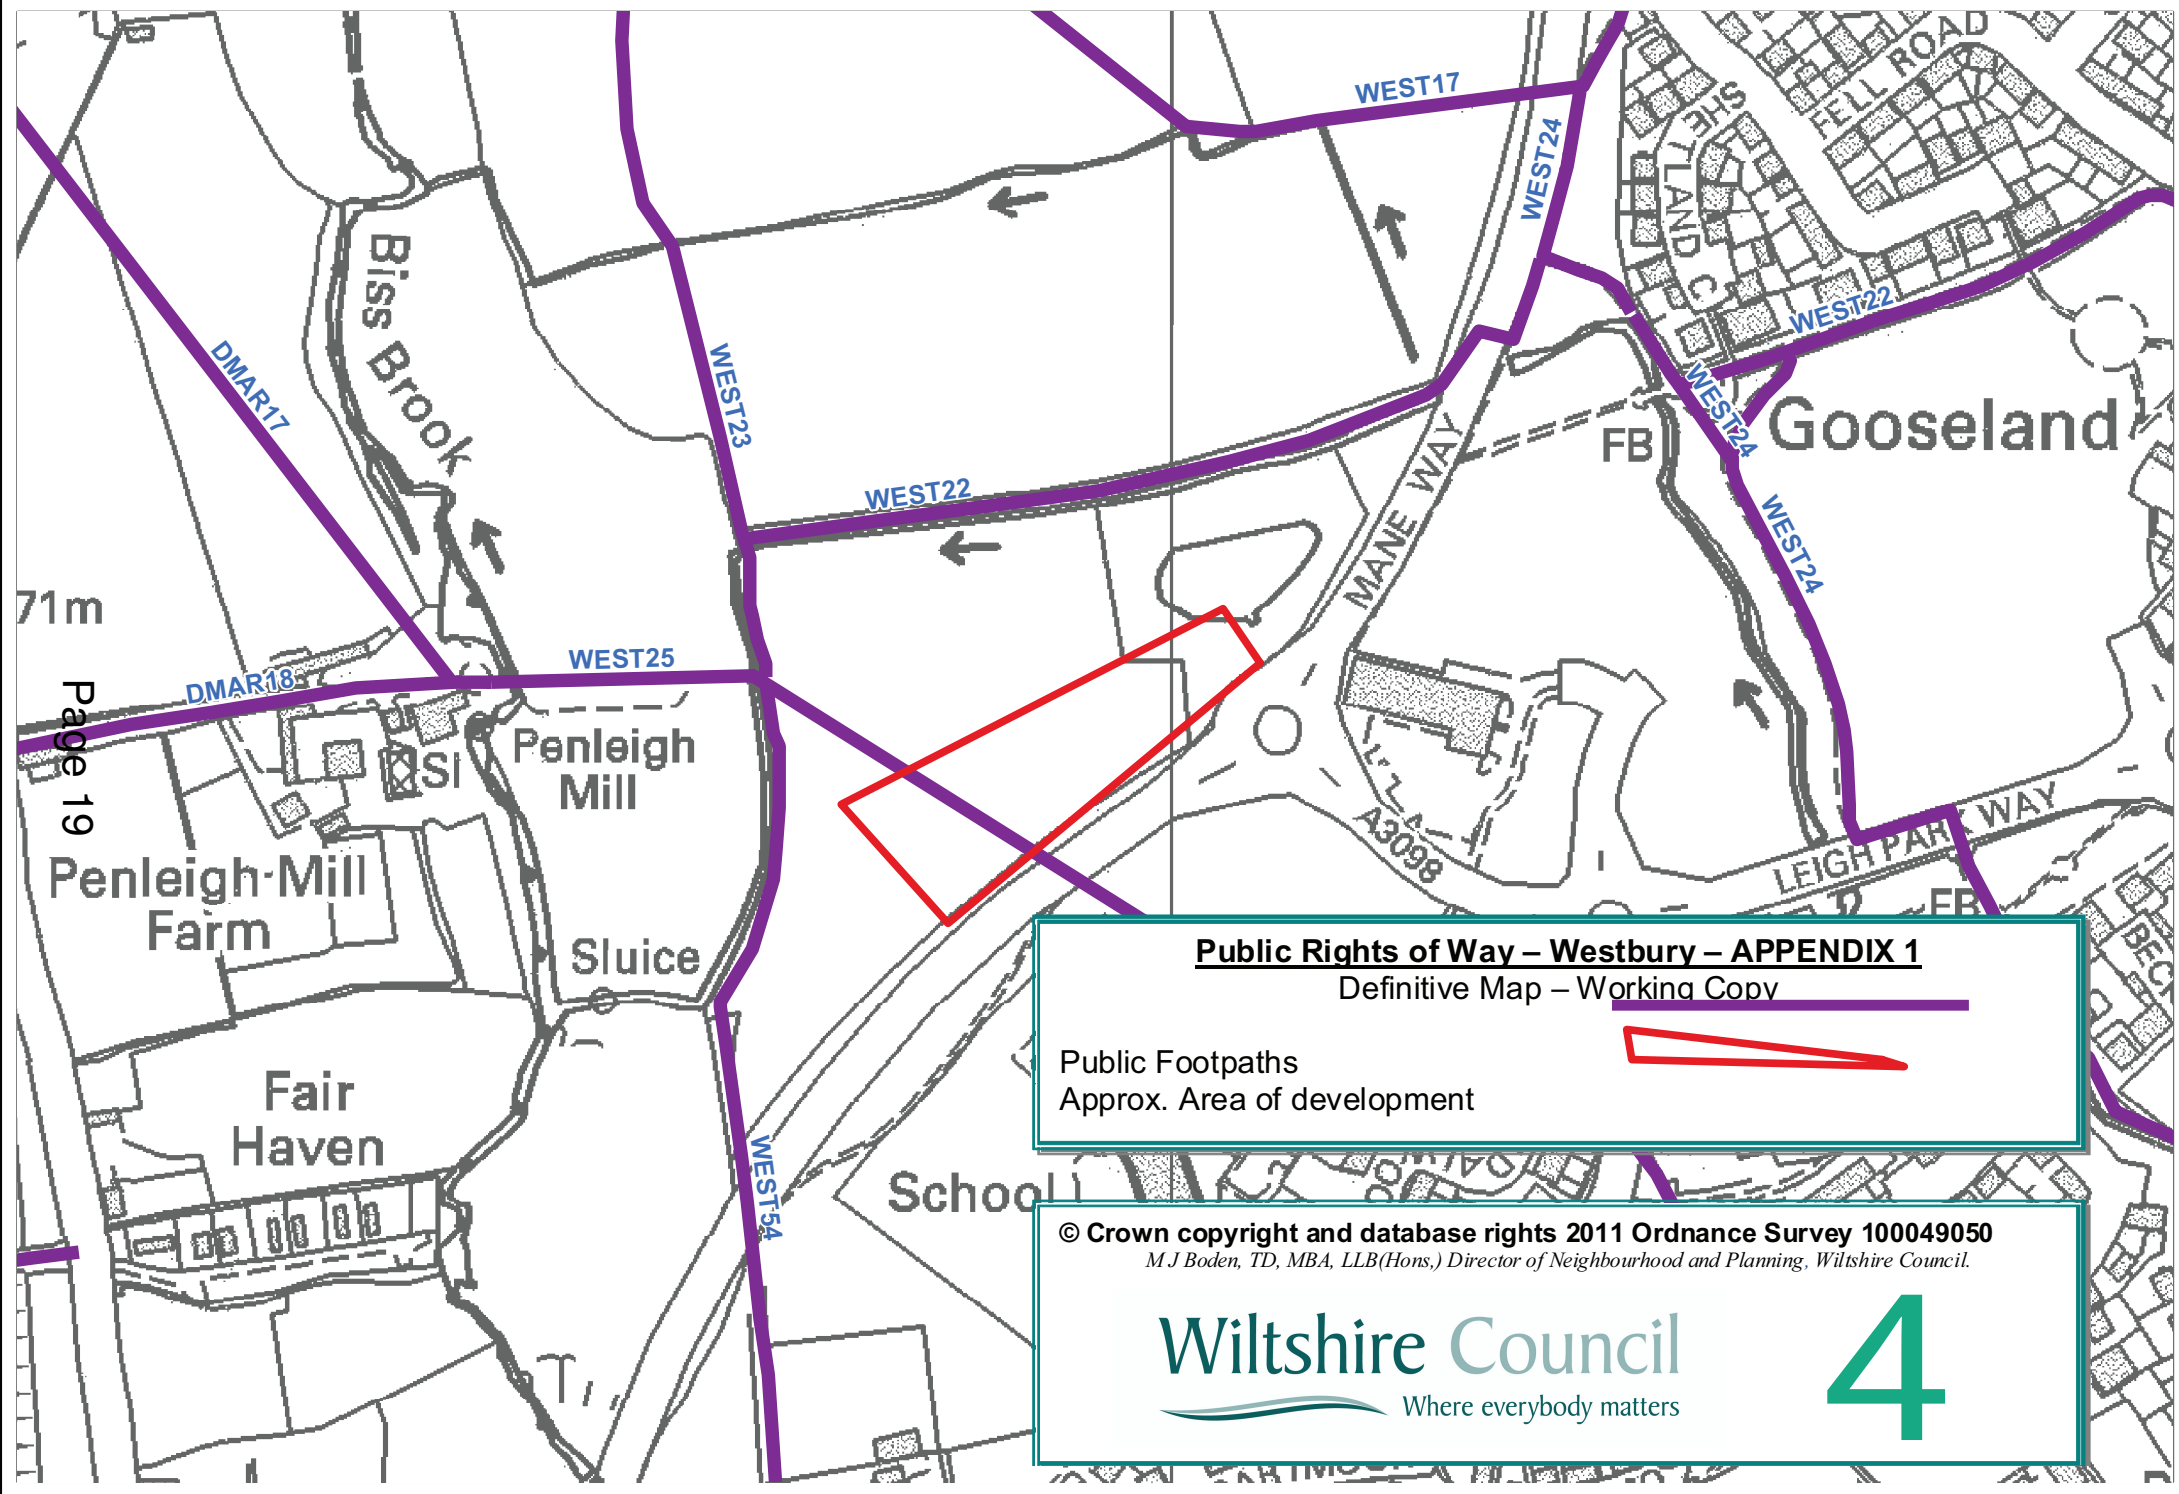 WEST17
FELL ROAD
SHETLAND C
WEST24
Biss Brook
DMAR17
WEST23
WEST22
WEST22
WEST24
Gooseland
FB
MANE WAY
WEST24
71m
WEST25
DMAR18
Page 19
Penleigh
Mill
SI
Penleigh-Mill
Farm
A3098
LEIGH PARK WAY
FB
Sluice
BEC
Fair
Haven
WEST54
School
T
Public Rights of Way – Westbury – APPENDIX 1
Definitive Map – Working Copy
Public Footpaths
Approx. Area of development
© Crown copyright and database rights 2011 Ordnance Survey 100049050
M J Boden, TD, MBA, LLB(Hons,) Director of Neighbourhood and Planning, Wiltshire Council.
Wiltshire Council
Where everybody matters
4